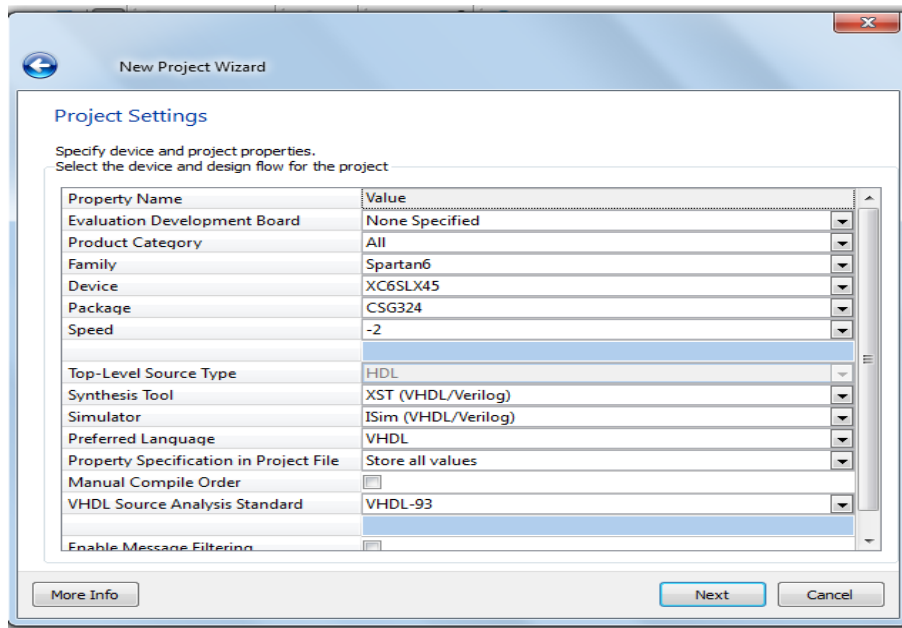 New Project Wizard
Project Settings
Specify device and project properties.
Select the device and design flow for the project
Property Name Value
Evaluation Development Board None Specified
Product Category All
Family Spartan6
Device XC6SLX45
Package CSG324
Speed -2
Top-Level Source Type HDL
Synthesis Tool XST (VHDL/Verilog)
Simulator ISim (VHDL/Verilog)
Preferred Language VHDL
Property Specification in Project File Store all values
Manual Compile Order
VHDL Source Analysis Standard VHDL-93
Enable Message Filtering
More Info Next Cancel